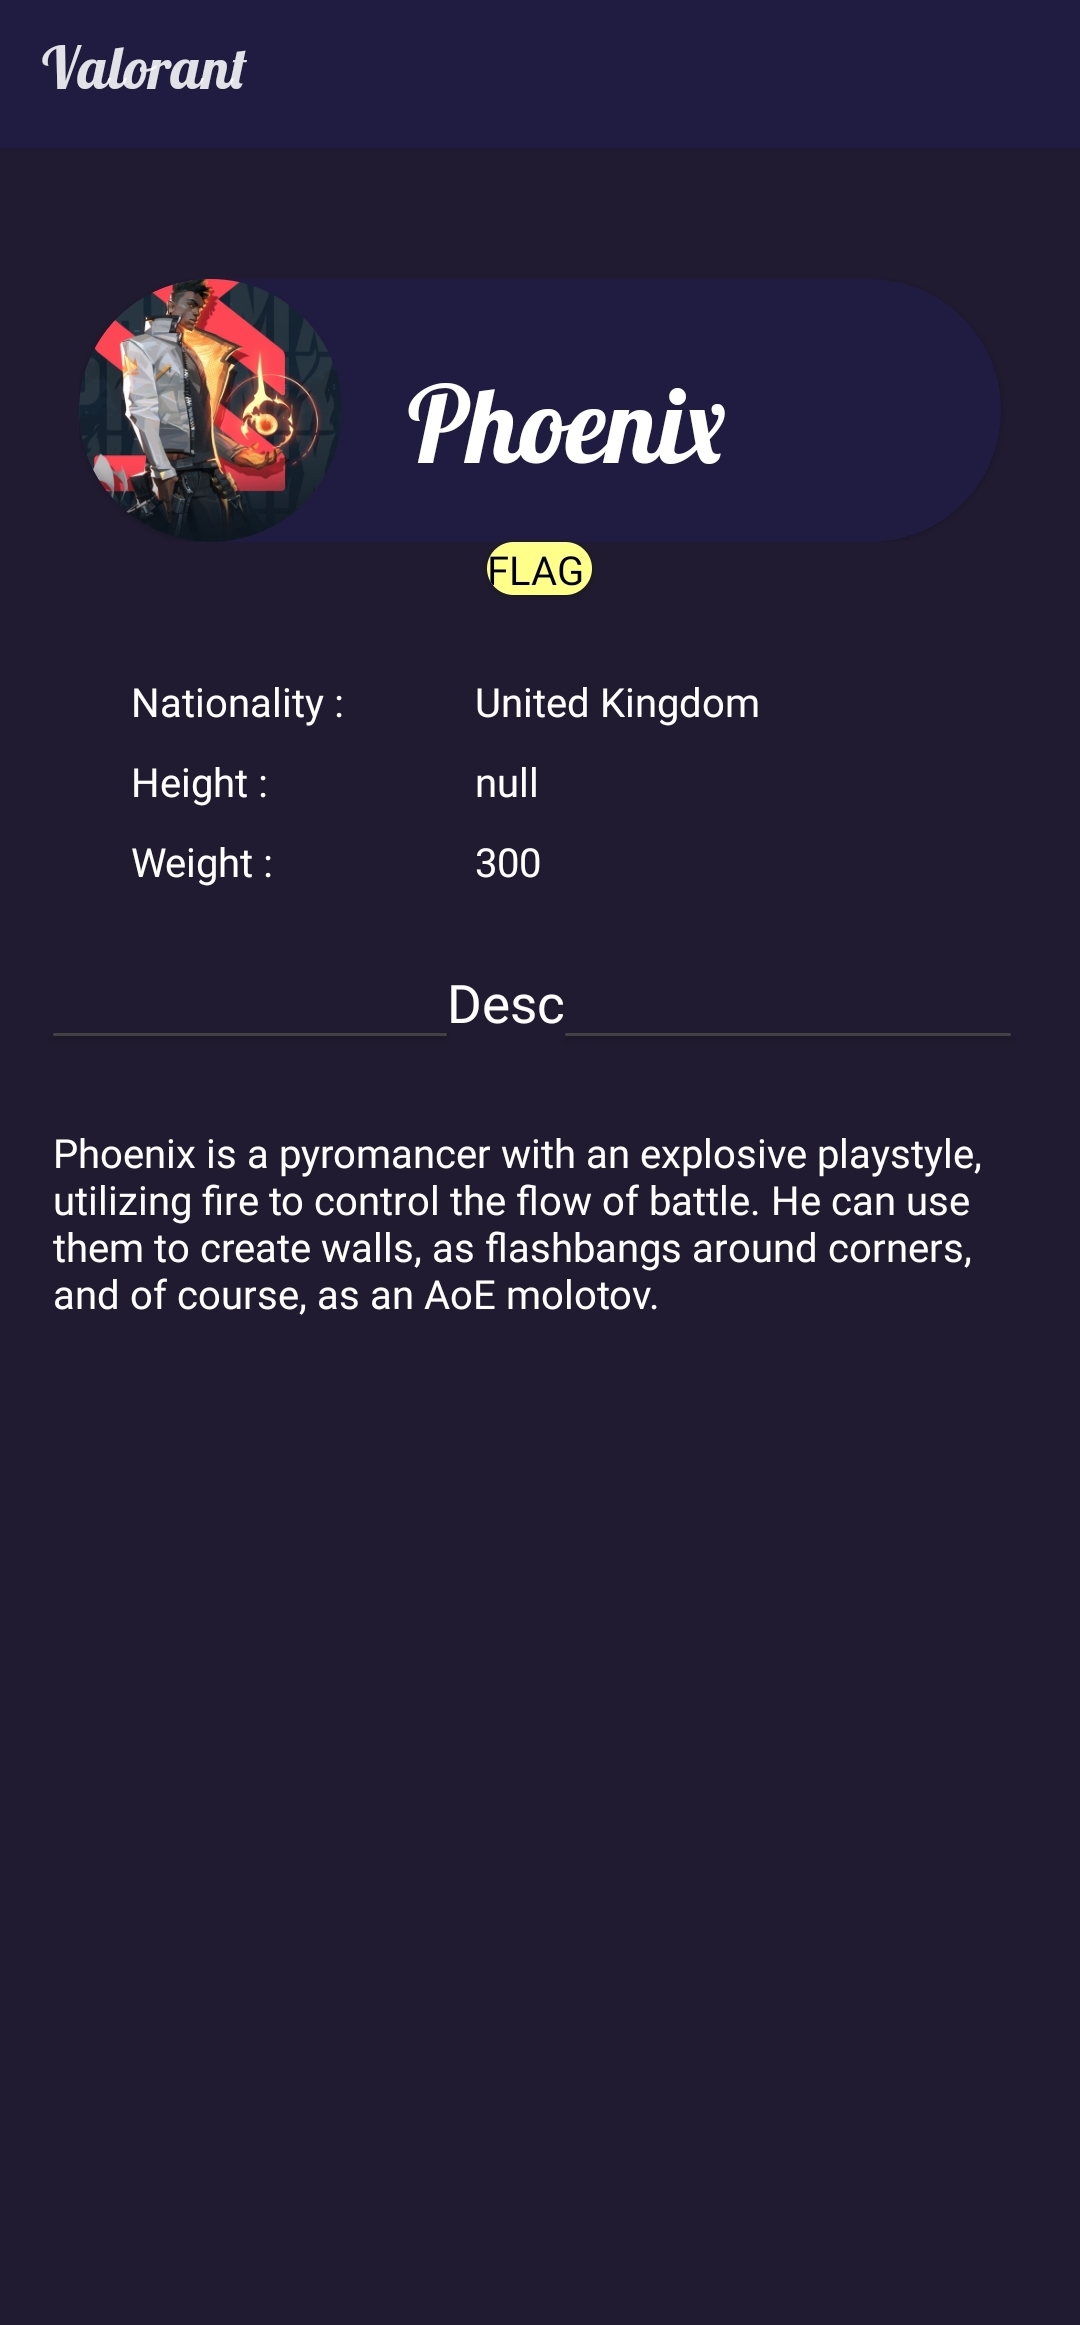 Valorant
Phoenix
FLAG
Nationality : United Kingdom
Height : null
Weight : 300
Desc
Phoenix is a pyromancer with an explosive playstyle,
utilizing fire to control the flow of battle. He can use
them to create walls, as flashbangs around corners,
and of course, as an AoE molotov.